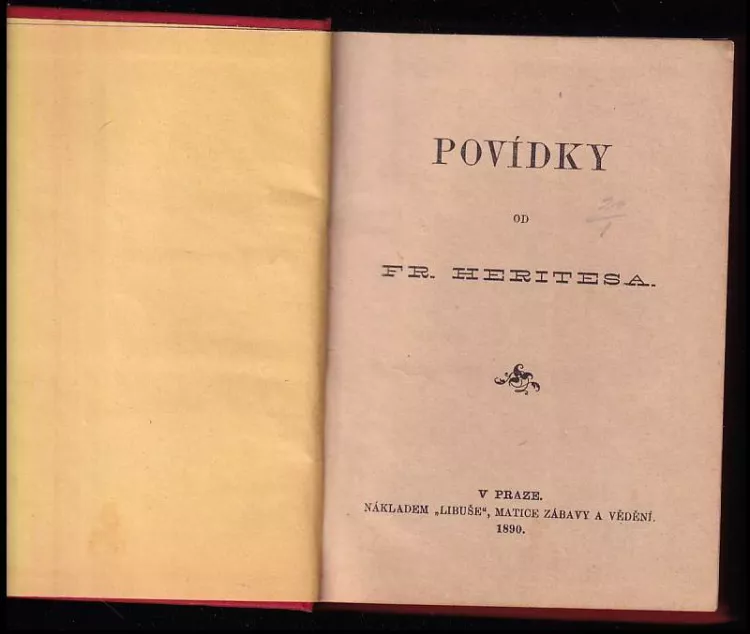 POVÍDKY
OD
FR. HERITESA.
V PRAZE.
NÁKLADEM „LIBUŠE“, MATICE ZÁBAVY A VĚDĚNÍ.
1890.